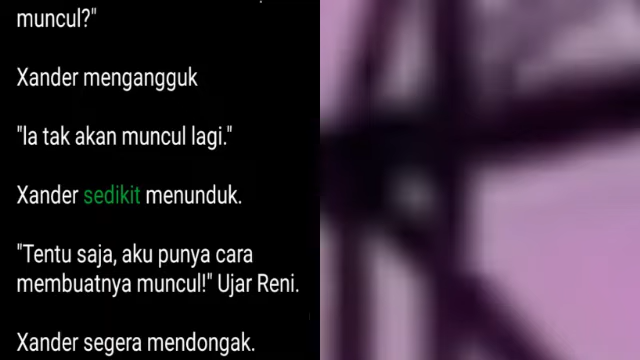 muncul?"
Xander mengangguk
"Ia tak akan muncul lagi."
Xander sedikit menunduk.
"Tentu saja, aku punya cara
membuatnya muncul!" Ujar Reni.
Xander segera mendongak.